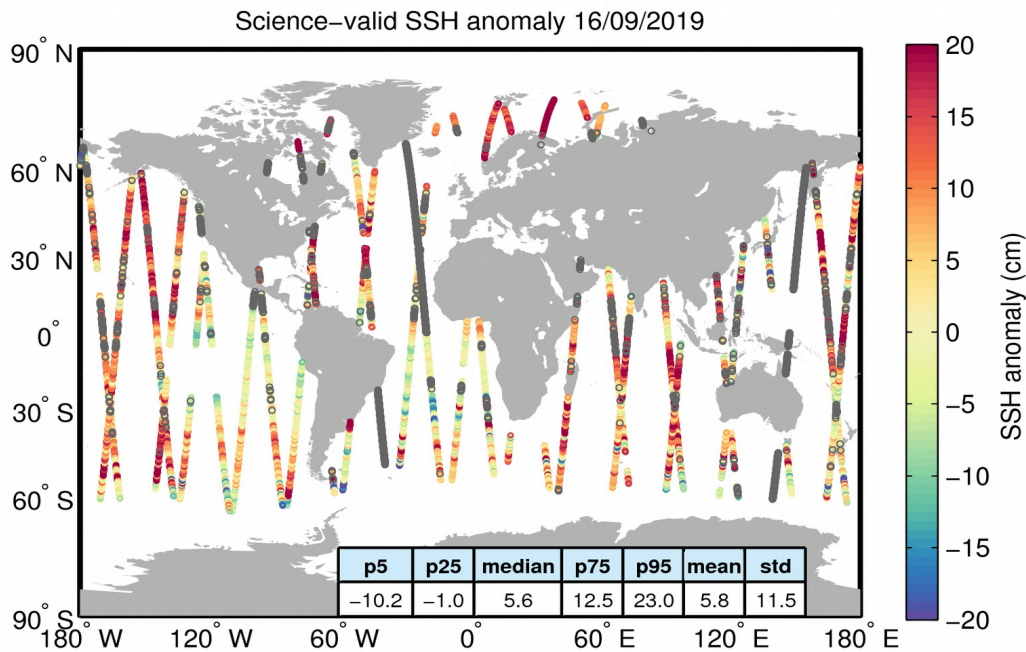 Science−valid SSH anomaly 16/09/2019
90° N
60° N
30° N
0°
30° S
60° S
90° S
180° W
120° W
60° W
0°
60° E
120° E
180° E
p5 p25 median p75 p95 mean std
−10.2 −1.0 5.6 12.5 23.0 5.8 11.5
20
15
10
5
0
−5
−10
−15
−20
SSH anomaly (cm)